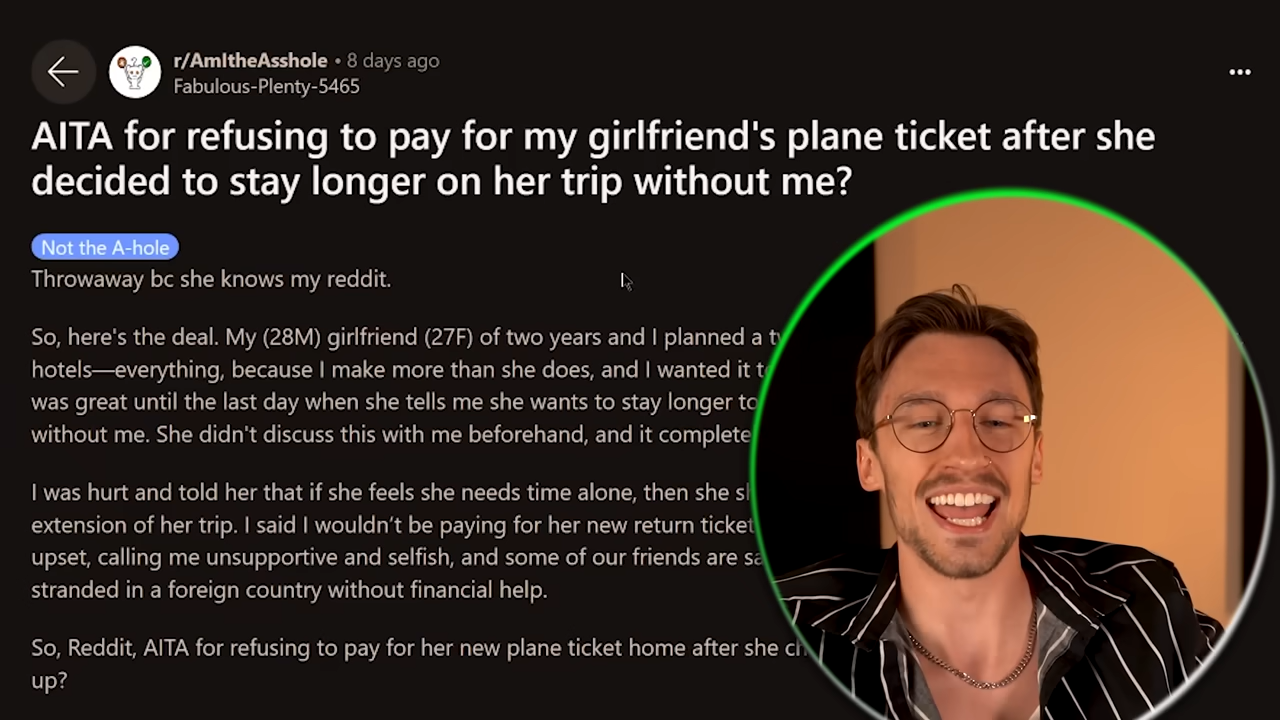 r/AmItheAsshole • 8 days ago
Fabulous-Plenty-5465
AITA for refusing to pay for my girlfriend's plane ticket after she
decided to stay longer on her trip without me?
Not the A-hole
Throwaway bc she knows my reddit.
So, here's the deal. My (28M) girlfriend (27F) of two years and I planned a
hotels—everything, because I make more than she does, and I wanted it
was great until the last day when she tells me she wants to stay longer
without me. She didn't discuss this with me beforehand, and it
I was hurt and told her that if she feels she needs time alone, then she
extension of her trip. I said I wouldn’t be paying for her new return ticket
upset, calling me unsupportive and selfish, and some of our friends are
stranded in a foreign country without financial help.
So, Reddit, AITA for refusing to pay for her new plane ticket home after she
up?